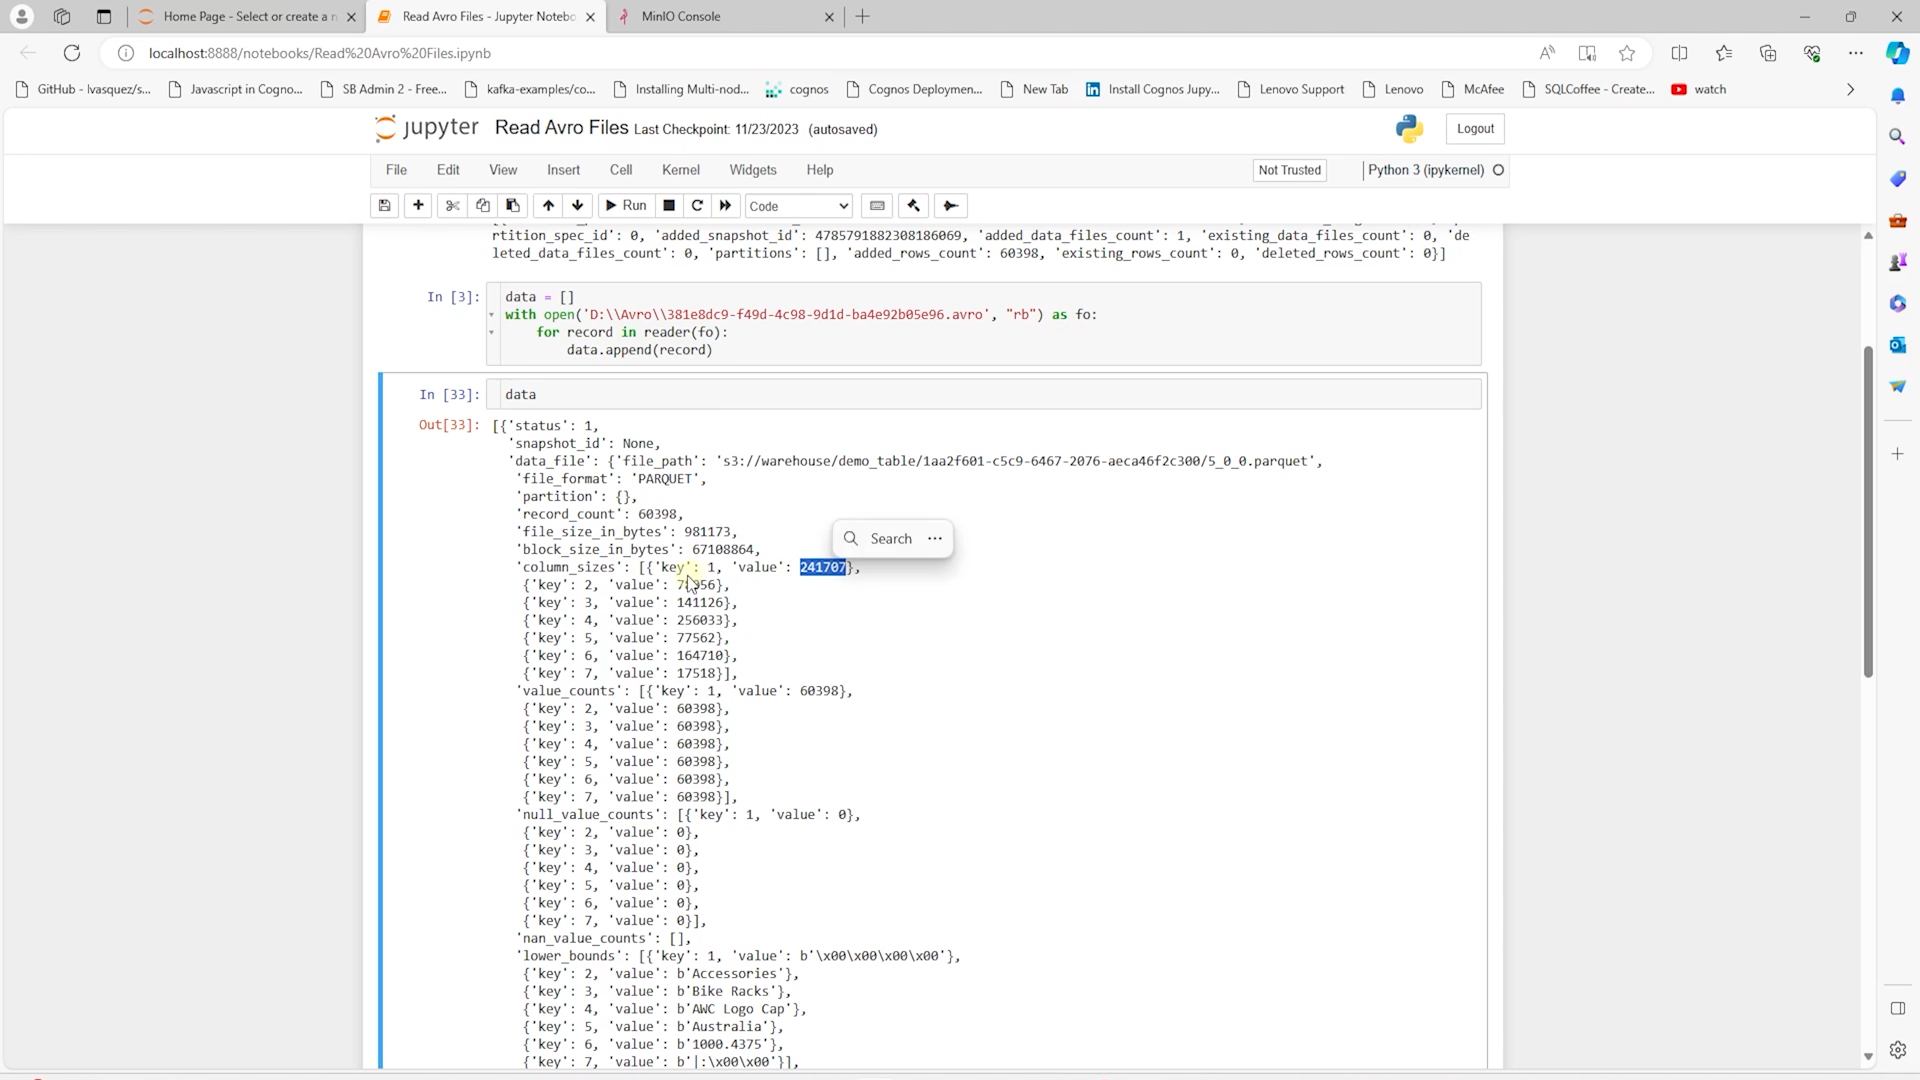 Home Page - Select or create a n
Read Avro Files - Jupyter Notebo
MinIO Console
localhost:8888/notebooks/Read%20Avro%20Files.ipynb
GitHub - lvasquez/s...
Javascript in Cogno...
SB Admin 2 - Free...
kafka-examples/co...
Installing Multi-nod...
cognos
Cognos Deploymen...
New Tab
Install Cognos Jupy...
Lenovo Support
Lenovo
McAfee
SQLCoffee - Create...
watch
jupyter Read Avro Files Last Checkpoint: 11/23/2023 (autosaved)
Logout
File Edit View Insert Cell Kernel Widgets Help
Not Trusted
Python 3 (ipykernel)
Run
Code
rtition_spec_id': 0, 'added_snapshot_id': 4785791882308186069, 'added_data_files_count': 1, 'existing_data_files_count': 0, 'de
leted_data_files_count': 0, 'partitions': [], 'added_rows_count': 60398, 'existing_rows_count': 0, 'deleted_rows_count': 0}]
In [3]: data = []
with open('D:\\Avro\\381e8dc9-f49d-4c98-9d1d-ba4e92b05e96.avro', "rb") as fo:
for record in reader(fo):
data.append(record)
In [33]: data
Out[33]: [{'status': 1,
'snapshot_id': None,
'data_file': {'file_path': 's3://warehouse/demo_table/1aa2f601-c5c9-6467-2076-aeca46f2c300/5_0_0.parquet',
'file_format': 'PARQUET',
'partition': {},
'record_count': 60398,
'file_size_in_bytes': 981173,
'block_size_in_bytes': 67108864,
Search ...
'column_sizes': [{'key': 1, 'value': 241707},
{'key': 2, 'value':
{'key': 3, 'value': 141126},
{'key': 4, 'value': 256033},
{'key': 5, 'value': 77562},
{'key': 6, 'value': 164710},
{'key': 7, 'value': 17518}],
'value_counts': [{'key': 1, 'value': 60398},
{'key': 2, 'value': 60398},
{'key': 3, 'value': 60398},
{'key': 4, 'value': 60398},
{'key': 5, 'value': 60398},
{'key': 6, 'value': 60398},
{'key': 7, 'value': 60398}],
'null_value_counts': [{'key': 1, 'value': 0},
{'key': 2, 'value': 0},
{'key': 3, 'value': 0},
{'key': 4, 'value': 0},
{'key': 5, 'value': 0},
{'key': 6, 'value': 0},
{'key': 7, 'value': 0}],
'nan_value_counts': [],
'lower_bounds': [{'key': 1, 'value': b'\x00\x00\x00\x00'},
{'key': 2, 'value': b'Accessories'},
{'key': 3, 'value': b'Bike Racks'},
{'key': 4, 'value': b'AWC Logo Cap'},
{'key': 5, 'value': b'Australia'},
{'key': 6, 'value': b'1000.4375'},
{'key': 7, 'value': b'|:\x00\x00'}],